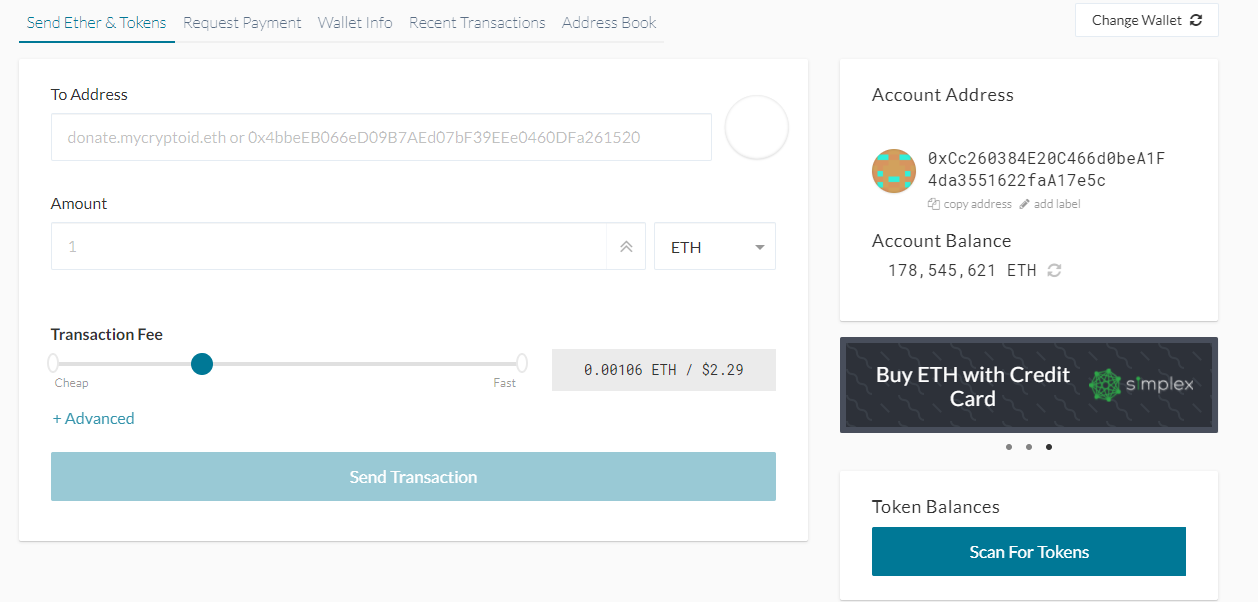 Send Ether & Tokens Request Payment Wallet Info Recent Transactions Address Book
Change Wallet
To Address
donate.mycryptoid.eth or 0x4bbeEB066eD09B7AEd07bF39EEe0460DFa261520
Amount
1
ETH
Transaction Fee
Cheap
Fast
0.00106 ETH / $2.29
+ Advanced
Send Transaction
Account Address
0xCc260384E20C466d0beA1F
4da3551622faA17e5c
copy address add label
Account Balance
178,545,621 ETH
Buy ETH with Credit
Card
simplex
Token Balances
Scan For Tokens